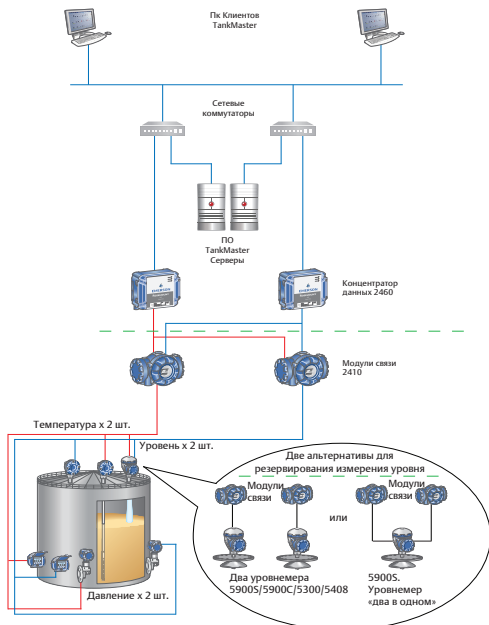 Пк Клиентов
TankMaster
Сетевые
коммутаторы
ПО
TankMaster
Серверы
EMERSON
EMERSON
Концентратор
данных 2460
Модули связи
2410
Температура x 2 шт.
Уровень x 2 шт.
Давление x 2 шт.
Две альтернативы для
резервирования измерения уровня
Модули
связи
Модули
связи
или
Два уровнемера
5900S/5900C/5300/5408
5900S.
Уровнемер
«два в одном»